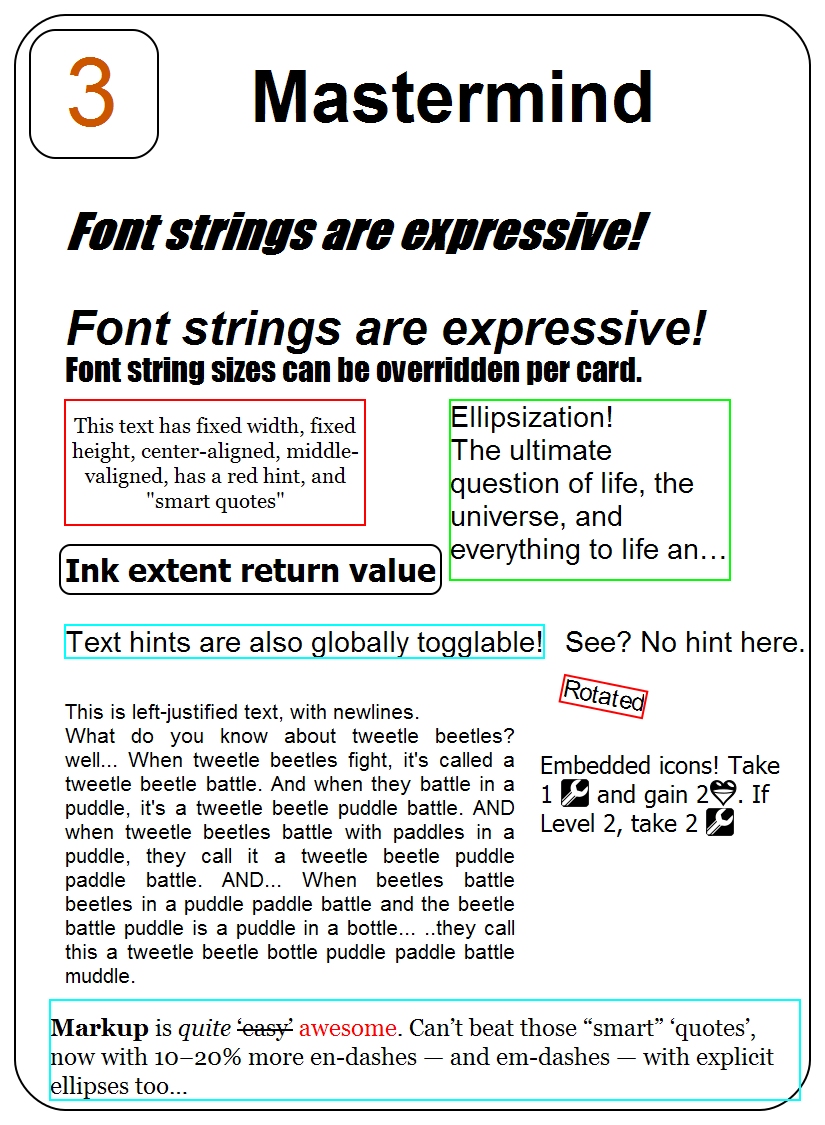 3
Mastermind
Font strings are expressive!
Font strings are expressive!
Font string sizes can be overridden per card.
This text has fixed width, fixed
height, center-aligned, middle-
valigned, has a red hint, and
"smart quotes"
Ellipsization!
The ultimate
question of life, the
universe, and
everything to life an…
Ink extent return value
Text hints are also globally togglable!
See? No hint here.
Rotated
This is left-justified text, with newlines.
What do you know about tweetle beetles?
well... When tweetle beetles fight, it's called a
tweetle beetle battle. And when they battle in a
puddle, it's a tweetle beetle puddle battle. AND
when tweetle beetles battle with paddles in a
puddle, they call it a tweetle beetle puddle
paddle battle. AND... When beetles battle
beetles in a puddle paddle battle and the beetle
battle puddle is a puddle in a bottle... ..they call
this a tweetle beetle bottle puddle paddle battle
muddle.
Embedded icons! Take
1 and gain 2. If
Level 2, take 2
Markup is quite ‘easy’ awesome. Can’t beat those “smart” ‘quotes’,
now with 10–20% more en-dashes — and em-dashes — with explicit
ellipses too…